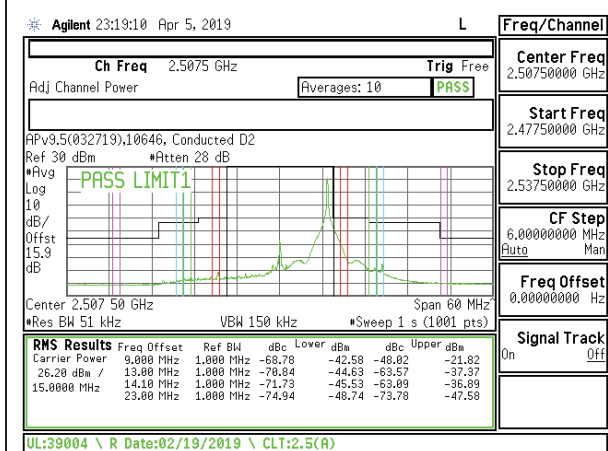 Agilent 23:19:10 Apr 5, 2019 L
Freq/Channel
Ch Freq 2.5075 GHz Trig Free
Adj Channel Power Averages: 10 PASS
Center Freq
2.50750000 GHz
Start Freq
2.47750000 GHz
Stop Freq
2.53750000 GHz
CF Step
6.00000000 MHz
Auto Man
Freq Offset
0.00000000 Hz
Signal Track
On Off
APv9.5(032719),10646, Conducted D2
Ref 30 dBm #Atten 28 dB
#Avg
Log
10
dB/
Offst
15.9
dB
PASS LIMIT1
Center 2.507 50 GHz Span 60 MHz
#Res BW 51 kHz VBW 150 kHz #Sweep 1 s (1001 pts)
RMS Results Freq Offset Ref BW dBc Lower dBm dBc Upper dBm
Carrier Power 9.000 MHz 1.000 MHz -68.78 -42.58 -48.02 -21.82
26.20 dBm / 13.00 MHz 1.000 MHz -70.84 -44.63 -63.57 -37.37
15.0000 MHz 14.10 MHz 1.000 MHz -71.73 -45.53 -63.09 -36.89
23.00 MHz 1.000 MHz -74.94 -48.74 -73.78 -47.58
UL:39004 \ R Date:02/19/2019 \ CLT:2.5(A)